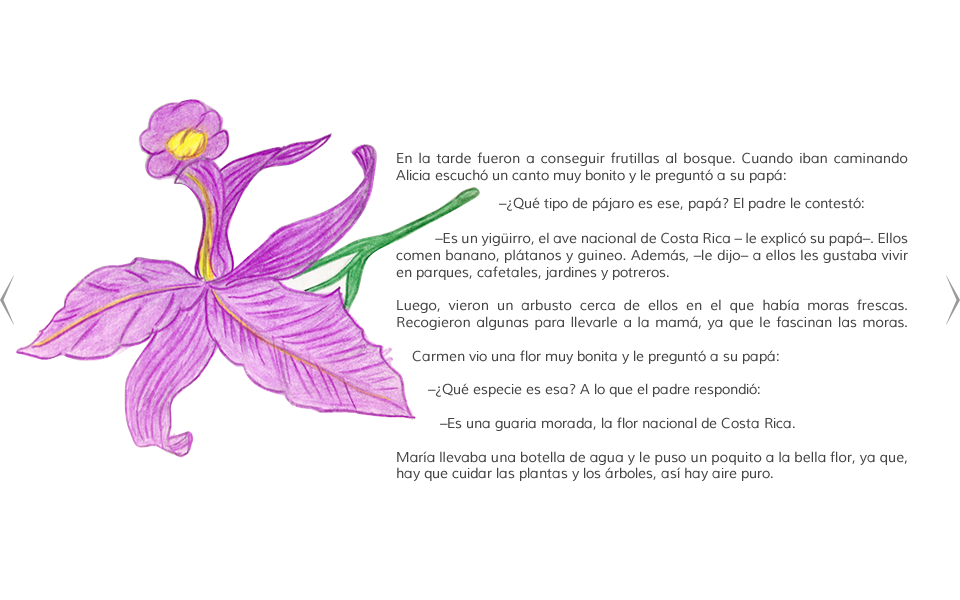 En la tarde fueron a conseguir frutillas al bosque. Cuando iban caminando
Alicia escuchó un canto muy bonito y le preguntó a su papá:
–¿Qué tipo de pájaro es ese, papá? El padre le contestó:
–Es un yigüirro, el ave nacional de Costa Rica – le explicó su papá–. Ellos
comen banano, plátanos y guineo. Además, –le dijo– a ellos les gustaba vivir
en parques, cafetales, jardines y potreros.
Luego, vieron un arbusto cerca de ellos en el que había moras frescas.
Recogieron algunas para llevarle a la mamá, ya que le fascinan las moras.
Carmen vio una flor muy bonita y le preguntó a su papá:
–¿Qué especie es esa? A lo que el padre respondió:
–Es una guaria morada, la flor nacional de Costa Rica.
María llevaba una botella de agua y le puso un poquito a la bella flor, ya que,
hay que cuidar las plantas y los árboles, así hay aire puro.